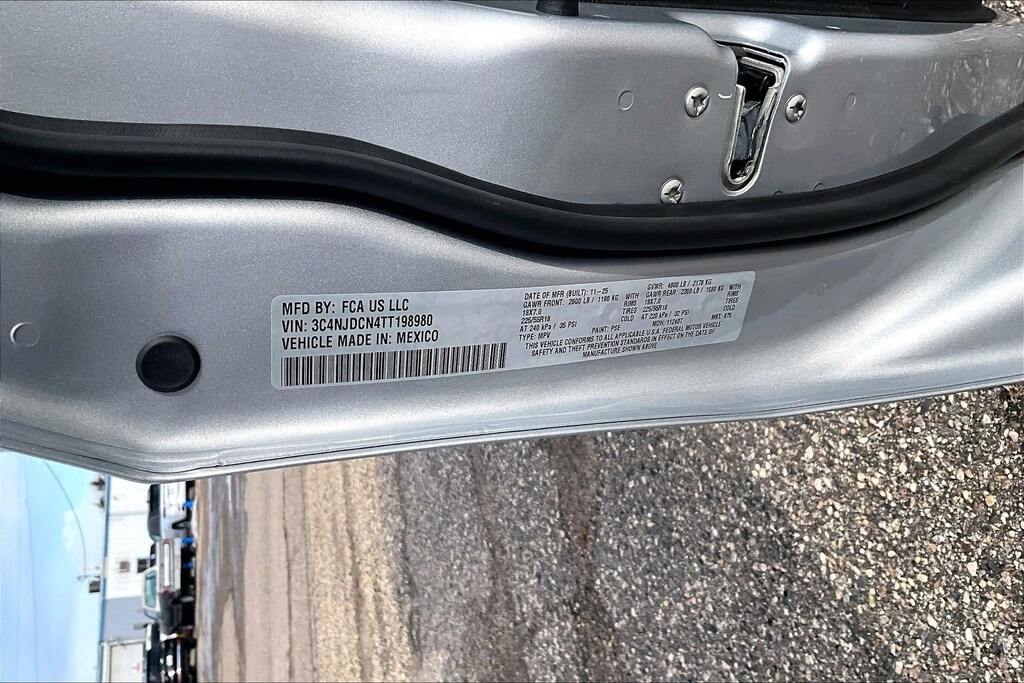 MFD BY: FCA US LLC
VIN: 3C4NJDCN4TT198980
VEHICLE MADE IN: MEXICO
DATE OF MFR (BUILT): 11-25
GVWR: 4800 LB / 2178 KG
GAWR FRONT: 2600 LB / 1180 KG WITH
GAWR REAR: 2380 LB / 1080 KG WITH
18X7.0 RIMS
18X7.0 RIMS
225/55R18 TIRES
225/55R18 TIRES
AT 240 kPa / 35 PSI COLD
AT 220 kPa / 32 PSI COLD
TYPE: MPV PAINT: PSE MDH: 112407 MKT:
THIS VEHICLE CONFORMS TO ALL APPLICABLE U.S.A. FEDERAL MOTOR VEHICLE
SAFETY AND THEFT PREVENTION STANDARDS IN EFFECT ON THE DATE OF
MANUFACTURE SHOWN ABOVE.